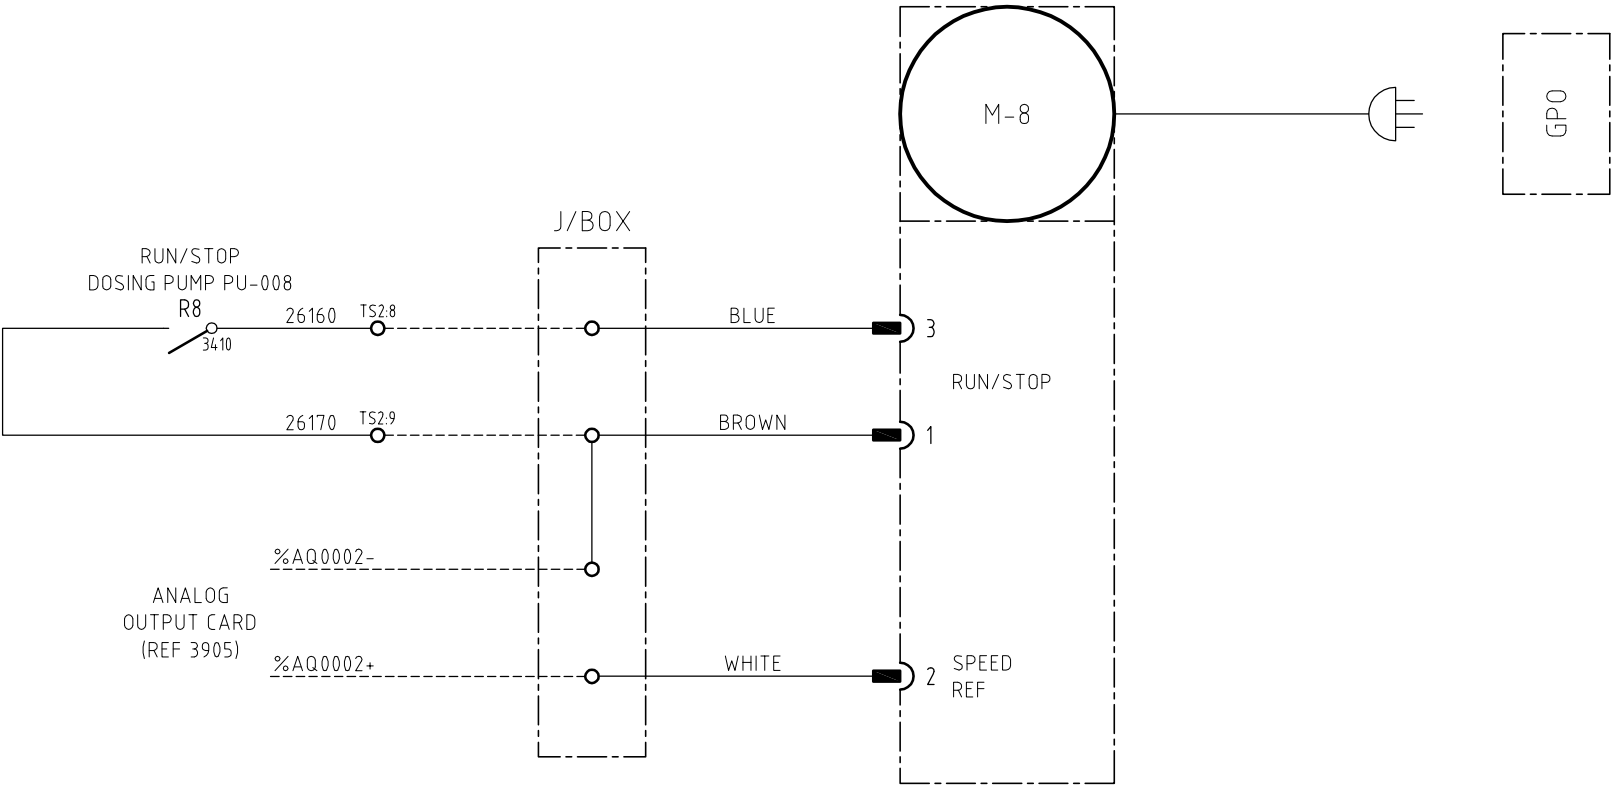 M-8
GPO
J/BOX
RUN/STOP
DOSING PUMP PU-008
R8
3410
26160
TS2:8
BLUE
3
RUN/STOP
26170
TS2:9
BROWN
1
%AQ0002-
ANALOG
OUTPUT CARD
(REF 3905)
%AQ0002+
WHITE
2
SPEED
REF